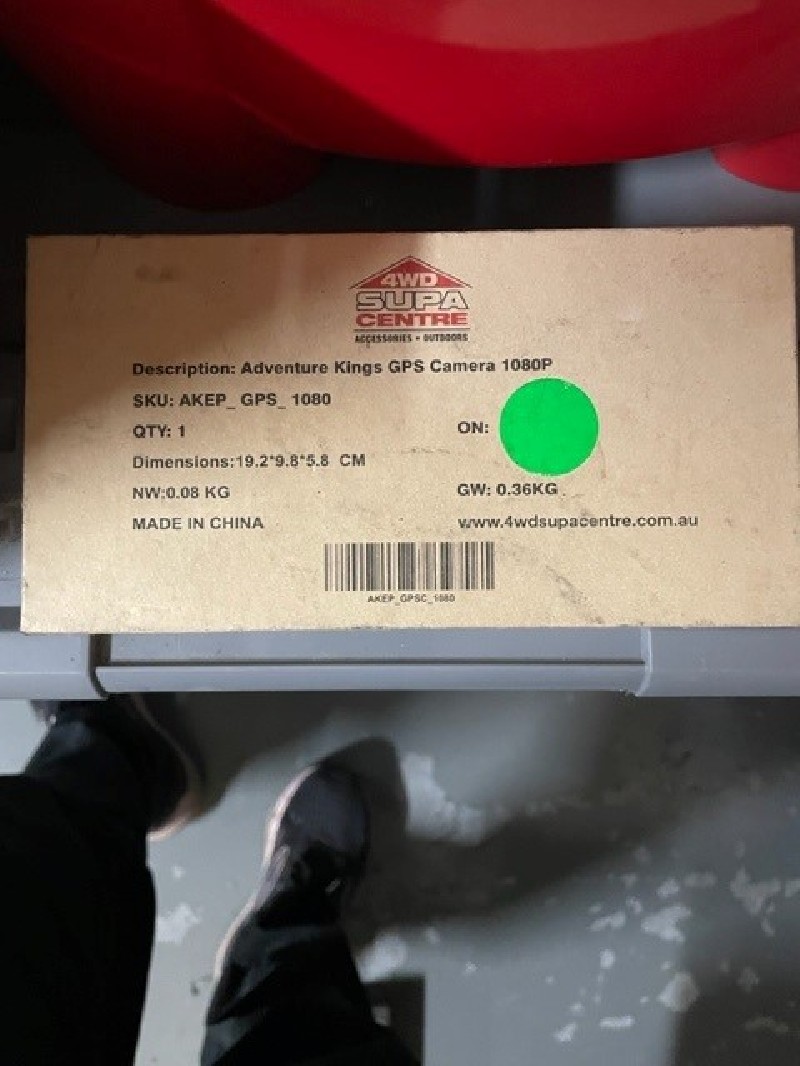 4WD
SUPA
CENTRE
ACCESSORIES • OUTDOORS
Description: Adventure Kings GPS Camera 1080P
SKU: AKEP_ GPS_ 1080
QTY: 1
ON:
Dimensions:19.2*9.8*5.8 CM
NW:0.08 KG
GW: 0.36KG
MADE IN CHINA
www.4wdsupacentre.com.au
AKEP_GPSC_1080